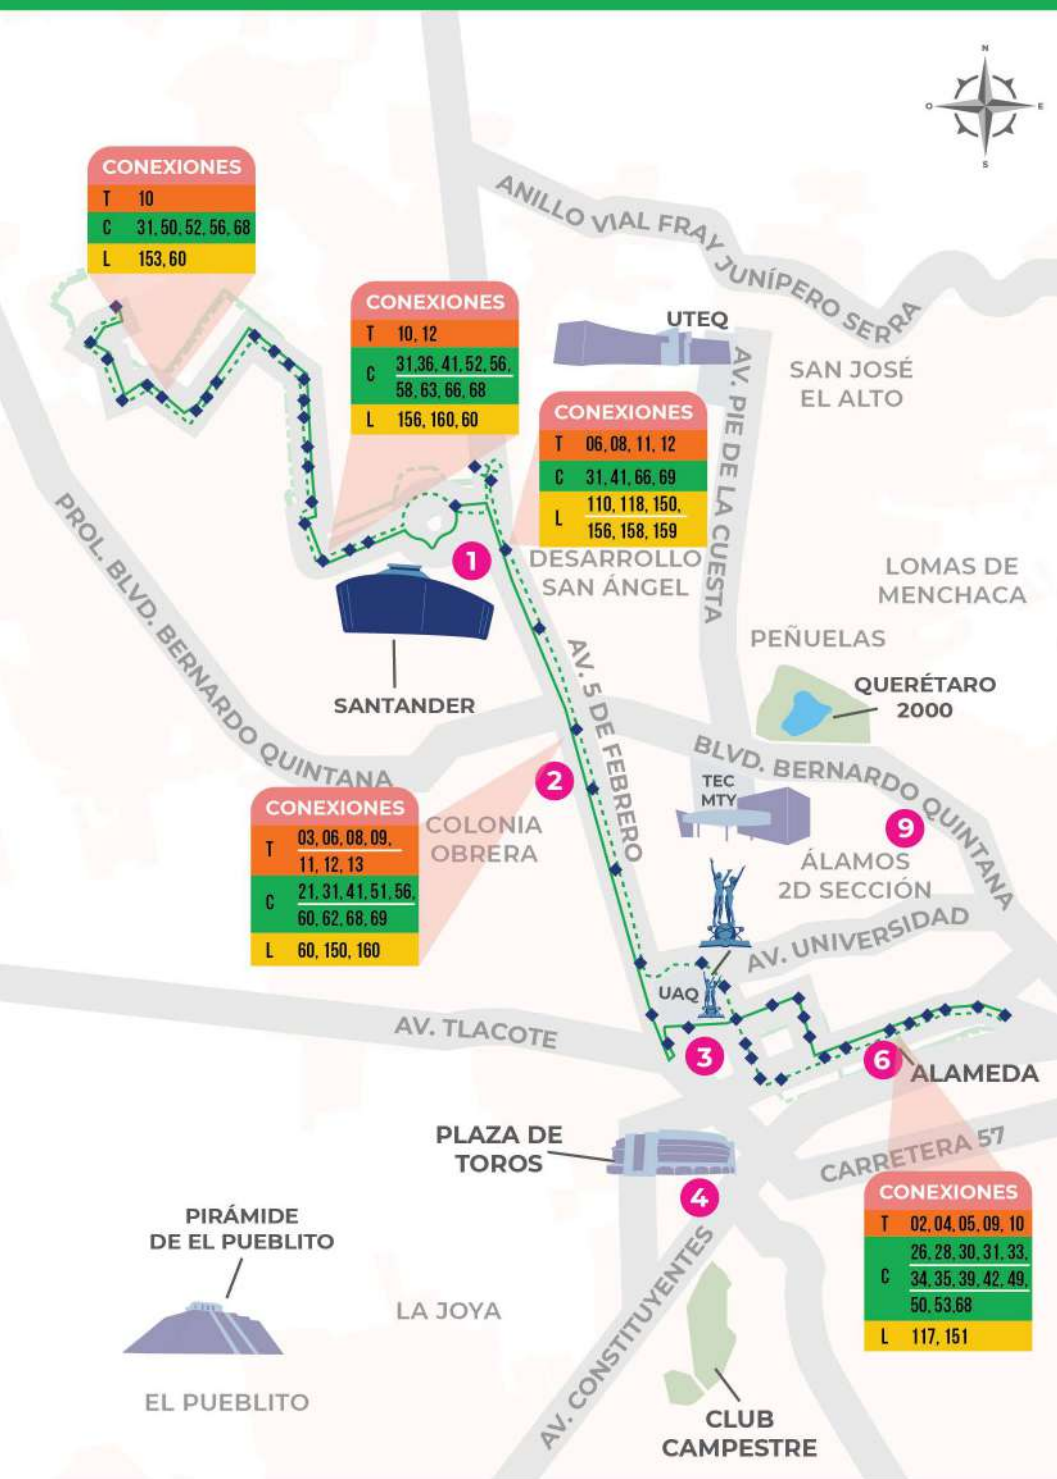 N
O
E
S
CONEXIONES
T 10
C 31, 50, 52, 56, 68
L 153, 60
ANILLO VIAL FRAY JUNÍPERO SERRA
CONEXIONES
T 10, 12
C 31,36, 41, 52, 56,
58, 63, 66, 68
L 156, 160, 60
UTEQ
SAN JOSÉ
EL ALTO
AV. PIE DE LA CUESTA
CONEXIONES
T 06, 08, 11, 12
C 31, 41, 66, 69
L 110, 118, 150,
156, 158, 159
PROL. BLVD. BERNARDO QUINTANA
1
DESARROLLO
SAN ÁNGEL
LOMAS DE
MENCHACA
PEÑUELAS
SANTANDER
AV. 5 DE FEBRERO
QUERÉTARO
2000
BLVD. BERNARDO QUINTANA
2
TEC
MTY
CONEXIONES
T 03, 06, 08, 09,
11, 12, 13
C 21, 31, 41, 51, 56,
60, 62, 68, 69
L 60, 150, 160
COLONIA
OBRERA
9
ÁLAMOS
2D SECCIÓN
AV. UNIVERSIDAD
UAQ
AV. TLACOTE
3
6
ALAMEDA
PLAZA DE
TOROS
CARRETERA 57
4
CONEXIONES
T 02, 04, 05, 09, 10
C 26, 28, 30, 31, 33,
34, 35, 39, 42, 49,
50, 53,68
L 117, 151
PIRÁMIDE
DE EL PUEBLITO
LA JOYA
AV. CONSTITUYENTES
EL PUEBLITO
CLUB
CAMPESTRE